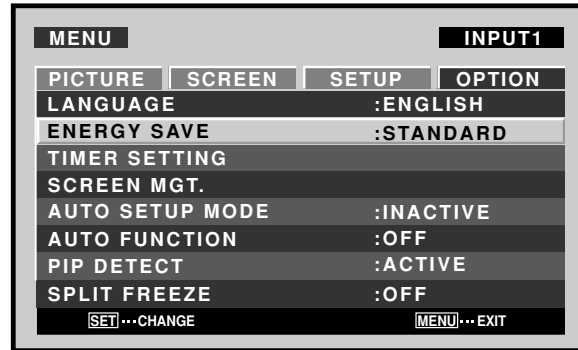 MENU INPUT1
PICTURE SCREEN SETUP OPTION
LANGUAGE :ENGLISH
ENERGY SAVE :STANDARD
TIMER SETTING
SCREEN MGT.
AUTO SETUP MODE :INACTIVE
AUTO FUNCTION :OFF
PIP DETECT :ACTIVE
SPLIT FREEZE :OFF
SET ··· CHANGE MENU ··· EXIT